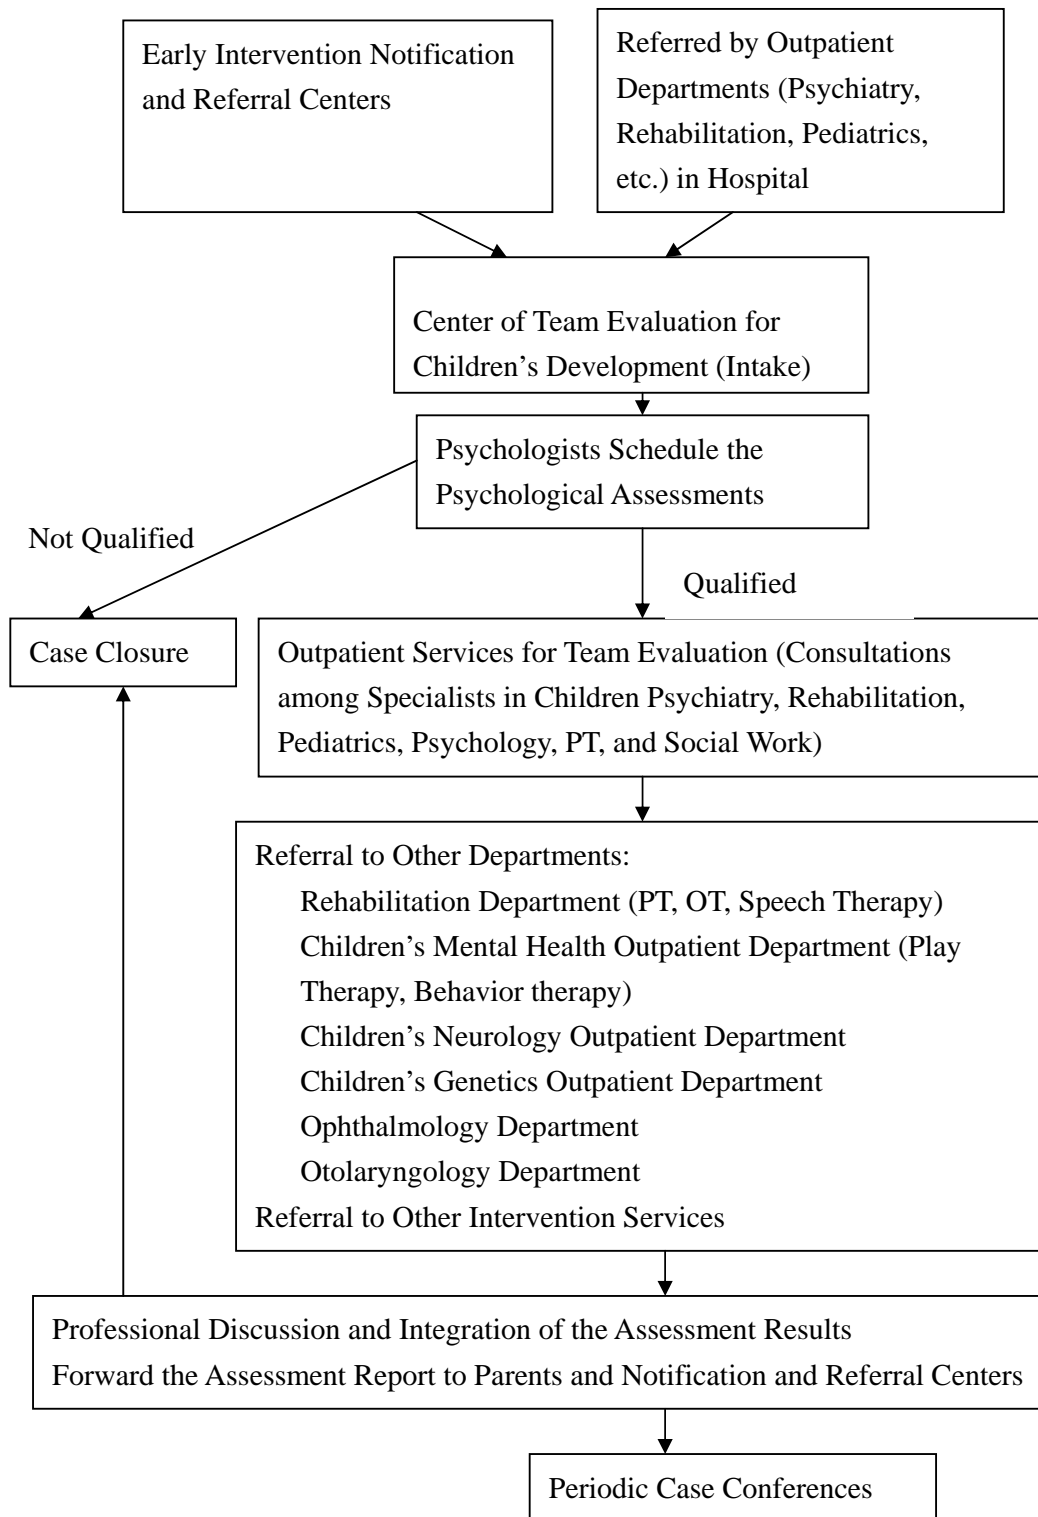 Early Intervention Notification
and Referral Centers
Referred by Outpatient
Departments (Psychiatry,
Rehabilitation, Pediatrics,
etc.) in Hospital
Center of Team Evaluation for
Children’s Development (Intake)
Psychologists Schedule the
Psychological Assessments
Not Qualified
Qualified
Case Closure
Outpatient Services for Team Evaluation (Consultations
among Specialists in Children Psychiatry, Rehabilitation,
Pediatrics, Psychology, PT, and Social Work)
Referral to Other Departments:
Rehabilitation Department (PT, OT, Speech Therapy)
Children’s Mental Health Outpatient Department (Play
Therapy, Behavior therapy)
Children’s Neurology Outpatient Department
Children’s Genetics Outpatient Department
Ophthalmology Department
Otolaryngology Department
Referral to Other Intervention Services
Professional Discussion and Integration of the Assessment Results
Forward the Assessment Report to Parents and Notification and Referral Centers
Periodic Case Conferences